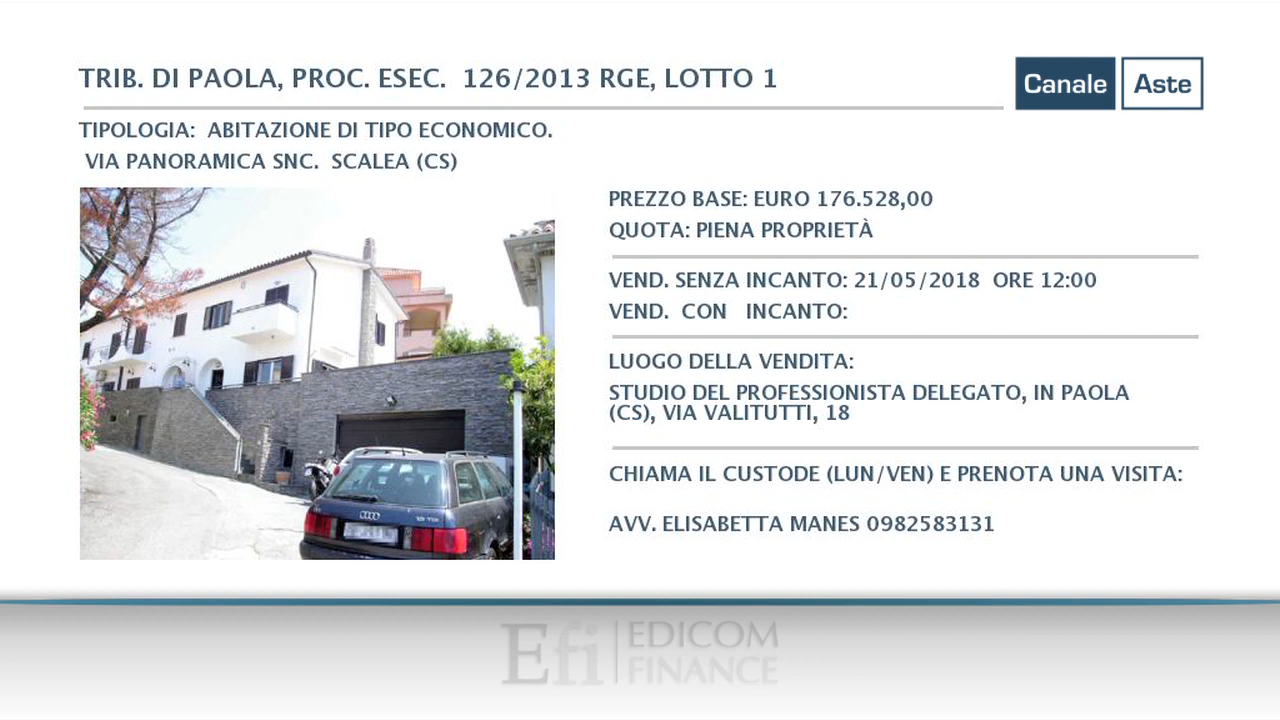 TRIB. DI PAOLA, PROC. ESEC.  126/2013 RGE, LOTTO 1
Canale Aste
TIPOLOGIA:  ABITAZIONE DI TIPO ECONOMICO.
VIA PANORAMICA SNC.  SCALEA (CS)
PREZZO BASE: EURO 176.528,00
QUOTA: PIENA PROPRIETÀ
VEND. SENZA INCANTO: 21/05/2018  ORE 12:00
VEND.  CON   INCANTO:
LUOGO DELLA VENDITA:
STUDIO DEL PROFESSIONISTA DELEGATO, IN PAOLA
(CS), VIA VALITUTTI, 18
CHIAMA IL CUSTODE (LUN/VEN) E PRENOTA UNA VISITA:
AVV. ELISABETTA MANES 0982583131
Efi EDICOM
FINANCE